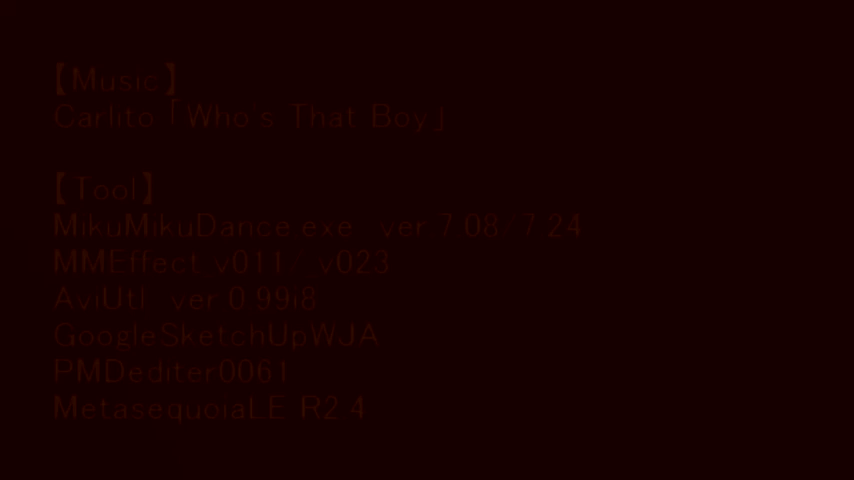 【Music】
Carlito「Who's That Boy」
【Tool】
MikuMikuDance.exe ver.7.08/7.24
MMEffect v011/ v023
AviUtl ver.0.99i8
GoogleSketchUpWJA
PMDediter0061
MetasequoiaLE R2.4